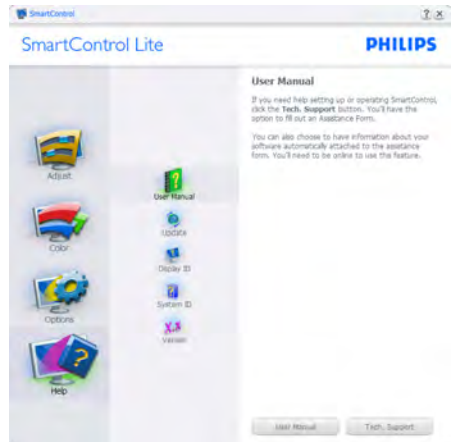 SmartControl
? ×
SmartControl Lite
PHILIPS
Adjust
Color
Options
Help
User Manual
Update
Display ID
System ID
Version
User Manual
If you need help setting up or operating SmartControl,
click the Tech. Support button. You'll have the
option to fill out an Assistance Form.
You can also choose to have information about your
software automatically attached to the assistance
form. You'll need to be online to use this feature.
User Manual
Tech. Support